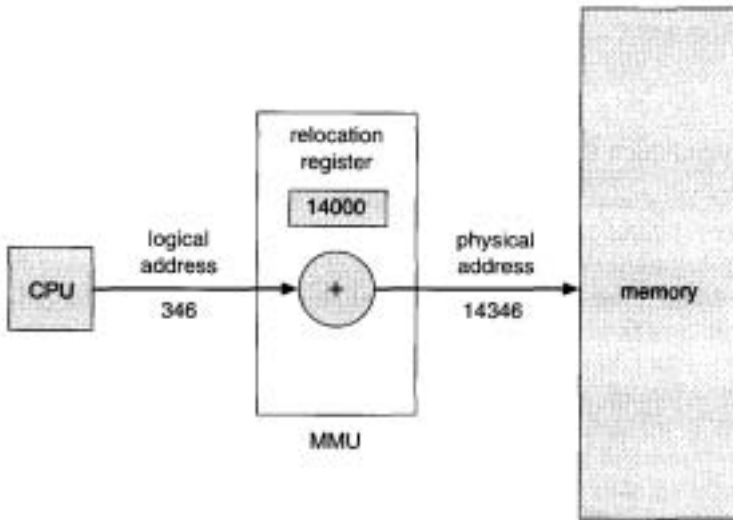 relocation
register
14000
logical
address
346
CPU
+
physical
address
14346
memory
MMU